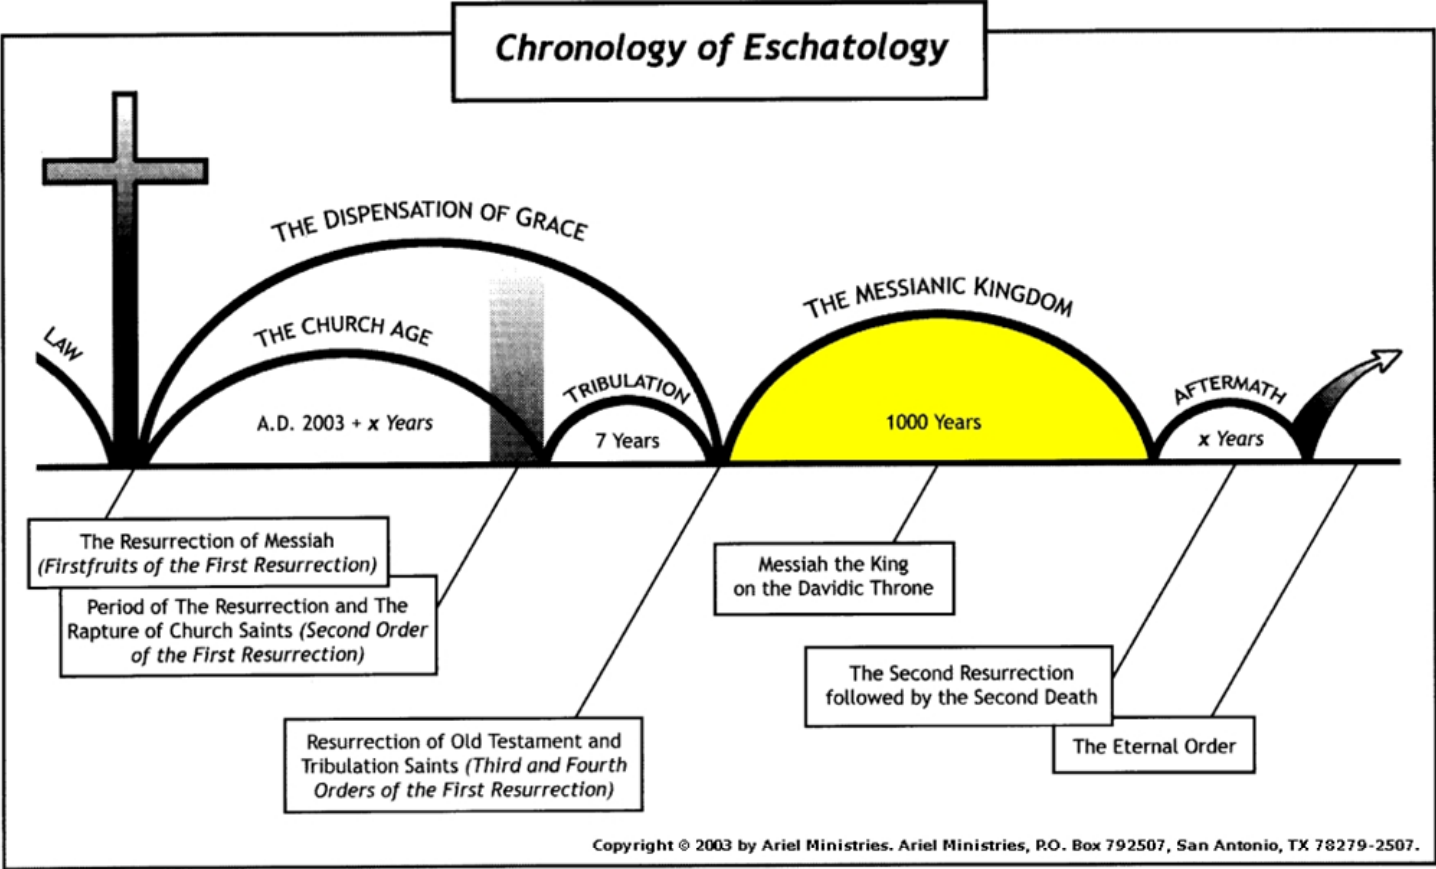 Chronology of Eschatology
LAW
THE DISPENSATION OF GRACE
THE CHURCH AGE
A.D. 2003 + x Years
TRIBULATION
7 Years
THE MESSIANIC KINGDOM
1000 Years
AFTERMATH
x Years
The Resurrection of Messiah
(Firstfruits of the First Resurrection)
Period of The Resurrection and The
Rapture of Church Saints (Second Order
of the First Resurrection)
Resurrection of Old Testament and
Tribulation Saints (Third and Fourth
Orders of the First Resurrection)
Messiah the King
on the Davidic Throne
The Second Resurrection
followed by the Second Death
The Eternal Order
Copyright © 2003 by Ariel Ministries. Ariel Ministries, P.O. Box 792507, San Antonio, TX 78279-2507.